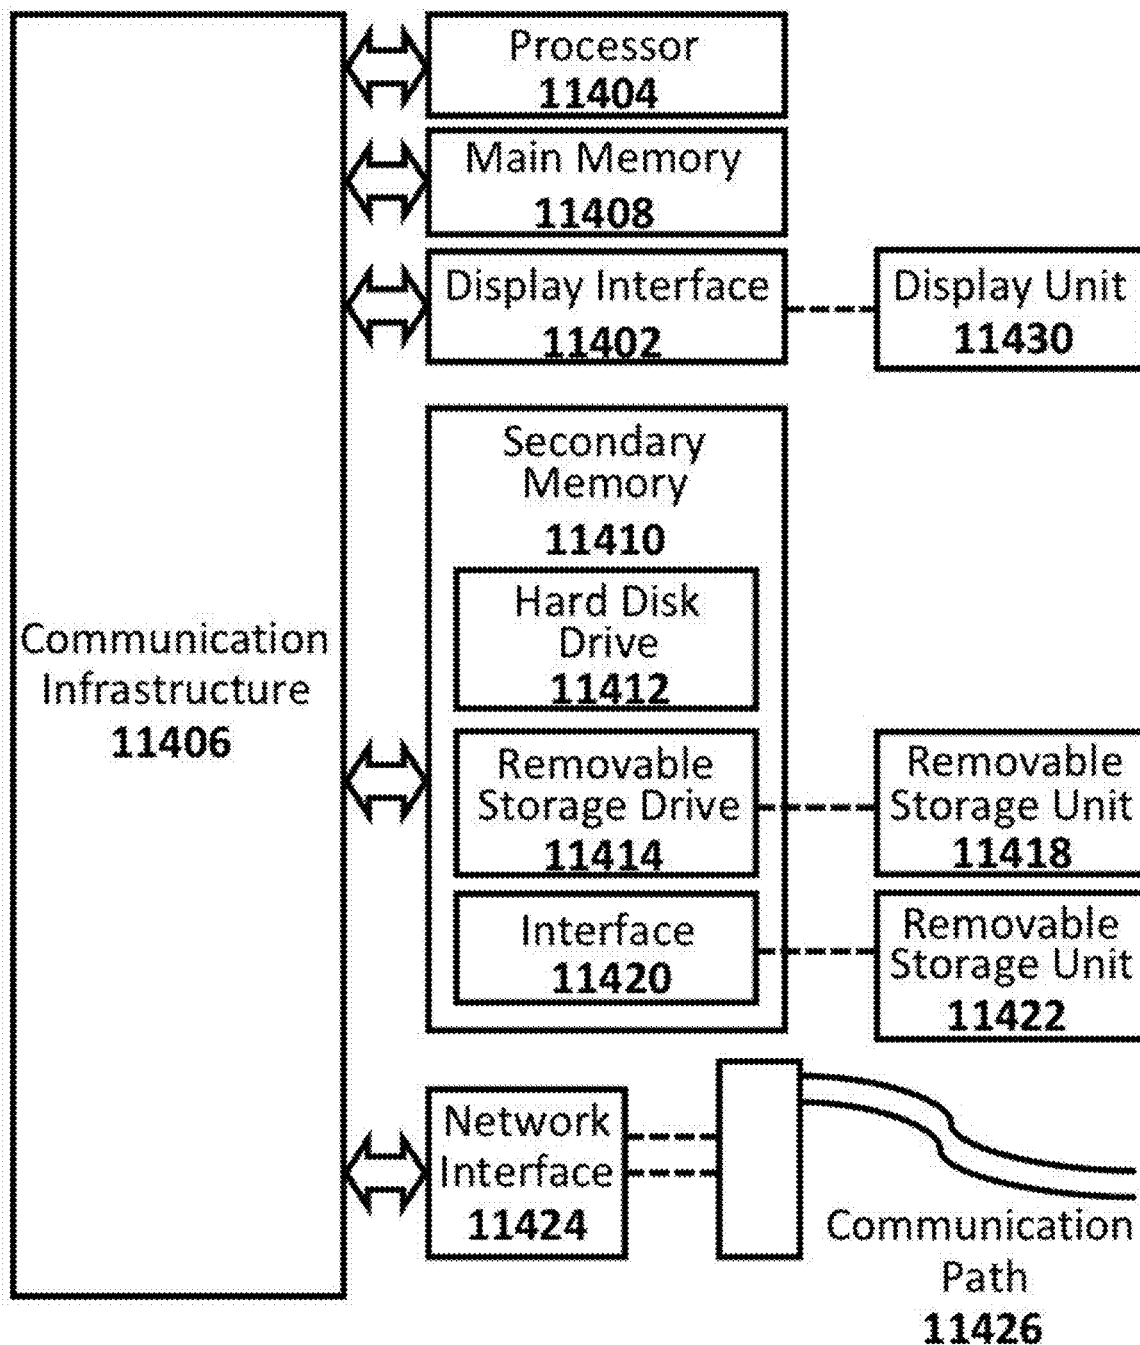 Processor
11404
Main Memory
11408
Display Interface
11402
Display Unit
11430
Secondary
Memory
11410
Hard Disk
Drive
11412
Communication
Infrastructure
11406
Removable
Storage Drive
11414
Removable
Storage Unit
11418
Interface
11420
Removable
Storage Unit
11422
Network
Interface
11424
Communication
Path
11426